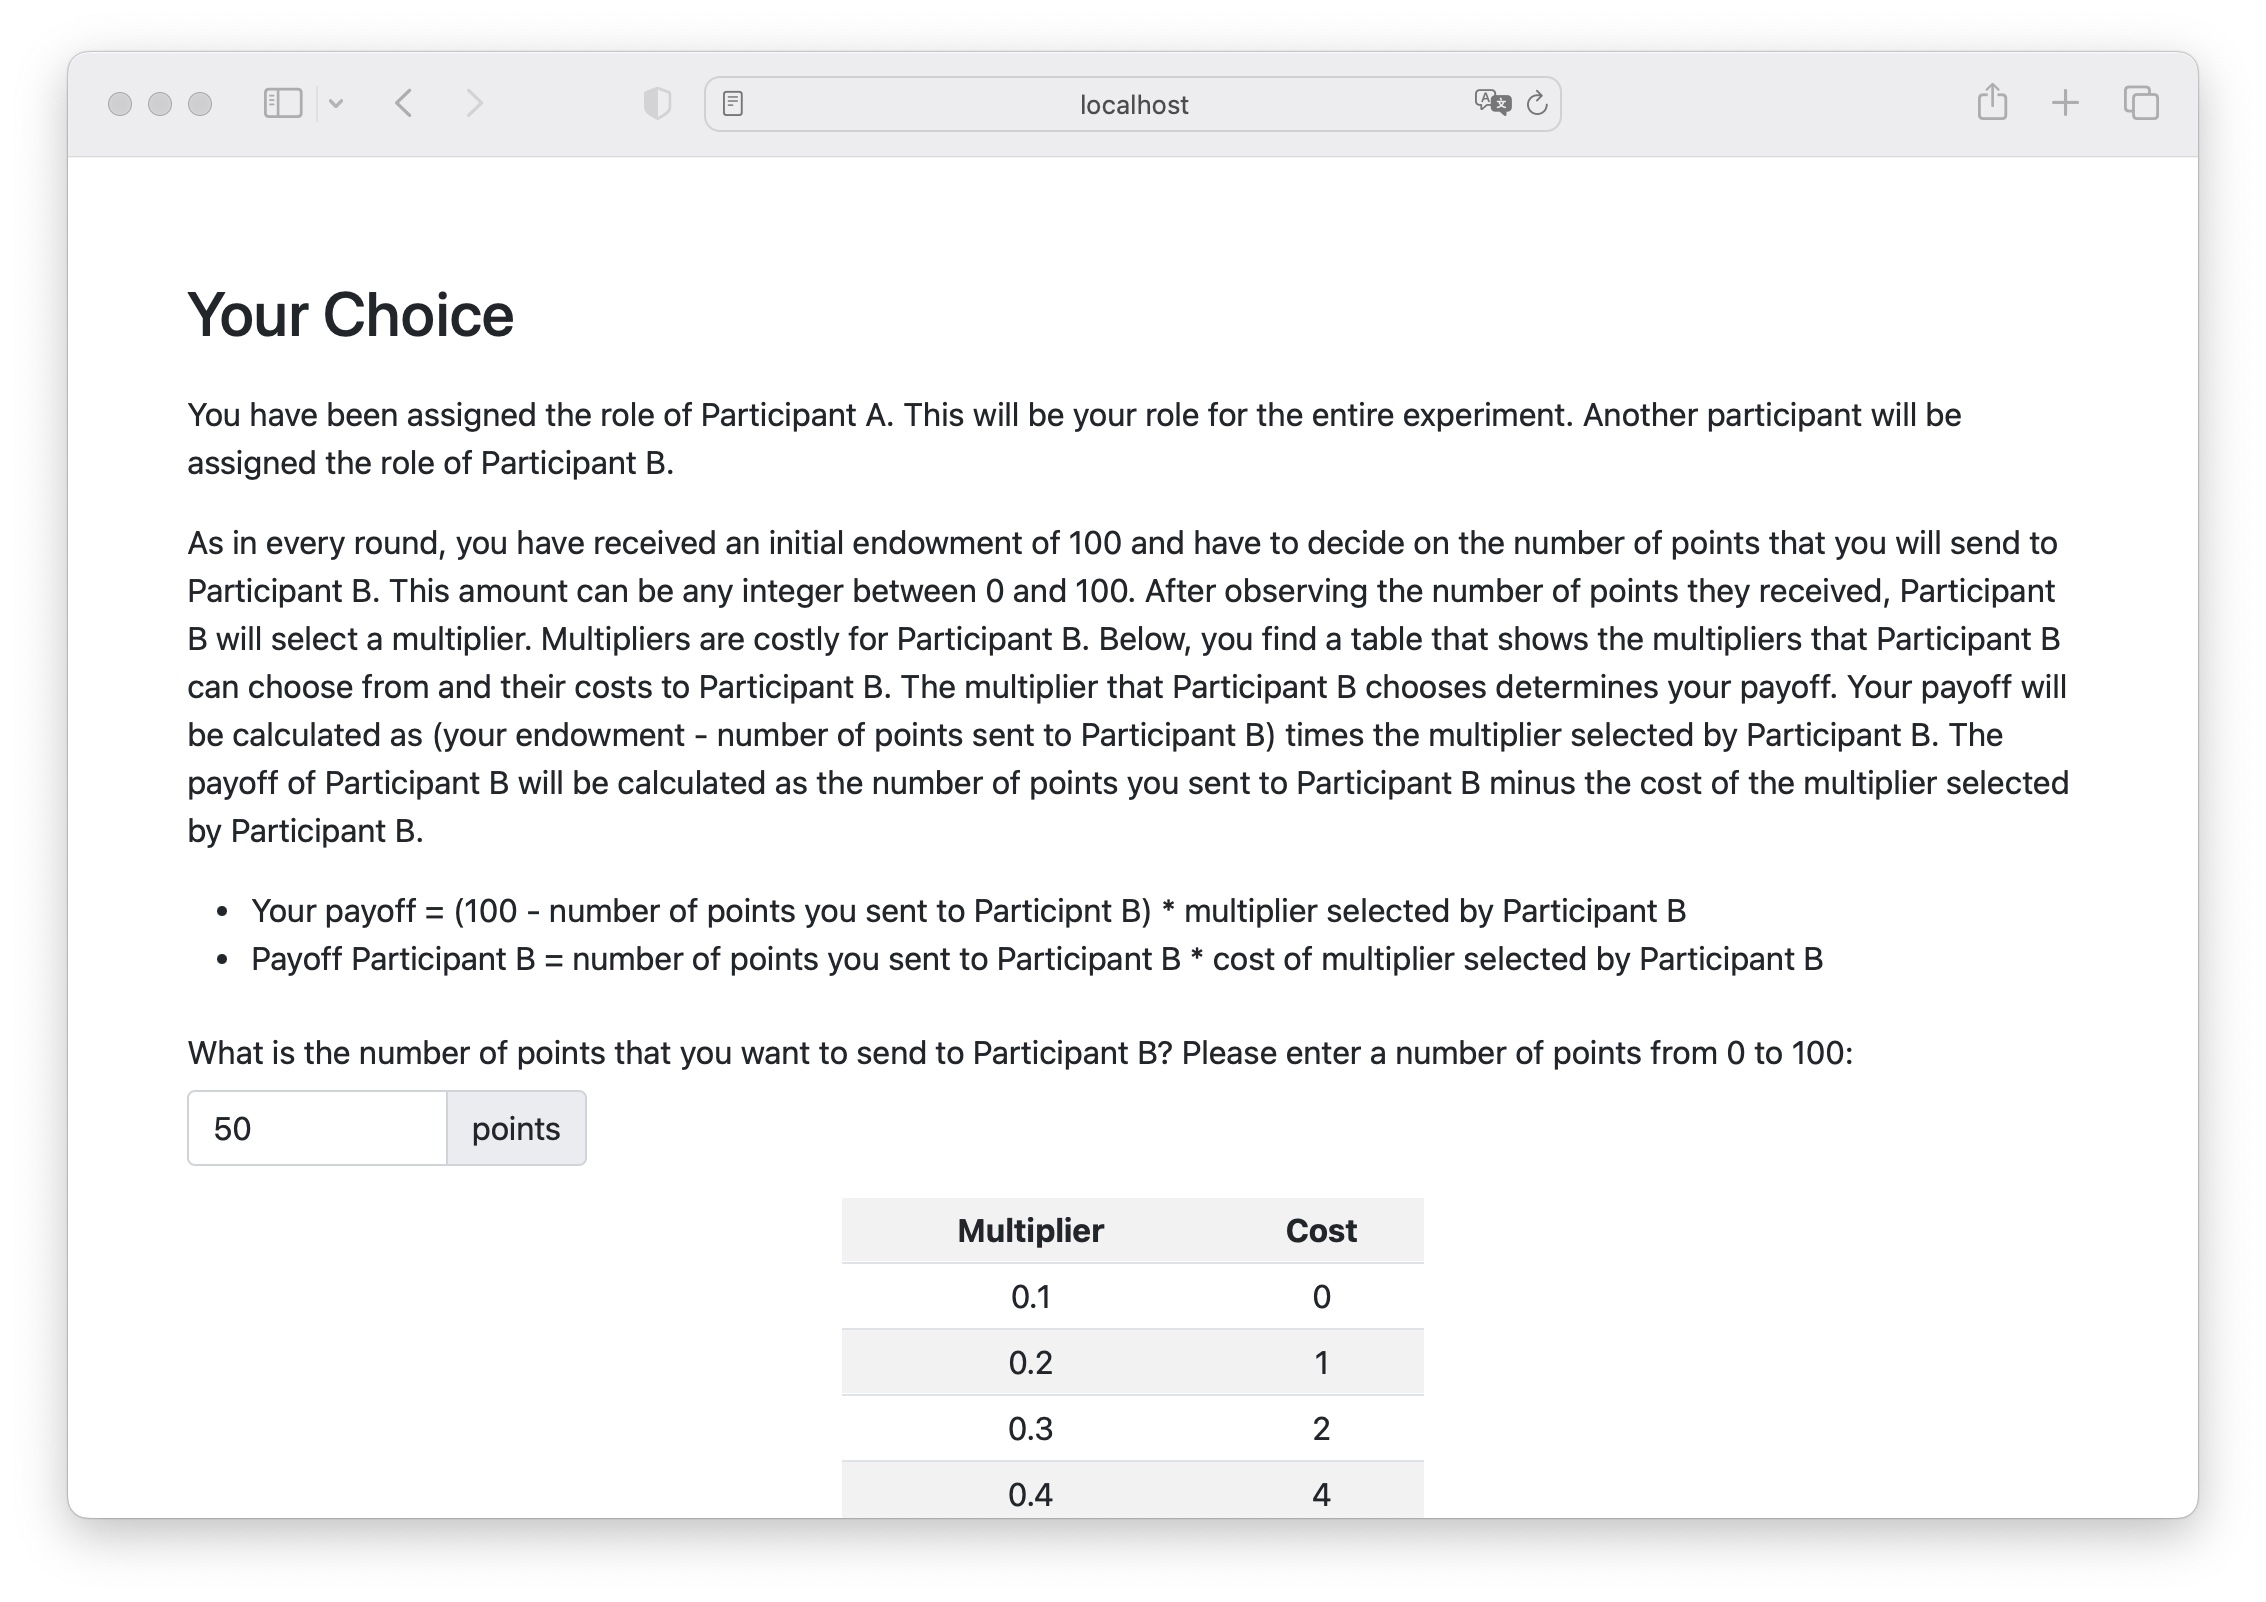 localhost
Your Choice
You have been assigned the role of Participant A. This will be your role for the entire experiment. Another participant will be
assigned the role of Participant B.
As in every round, you have received an initial endowment of 100 and have to decide on the number of points that you will send to
Participant B. This amount can be any integer between 0 and 100. After observing the number of points they received, Participant
B will select a multiplier. Multipliers are costly for Participant B. Below, you find a table that shows the multipliers that Participant B
can choose from and their costs to Participant B. The multiplier that Participant B chooses determines your payoff. Your payoff will
be calculated as (your endowment - number of points sent to Participant B) times the multiplier selected by Participant B. The
payoff of Participant B will be calculated as the number of points you sent to Participant B minus the cost of the multiplier selected
by Participant B.
• Your payoff = (100 - number of points you sent to Participnt B) * multiplier selected by Participant B
• Payoff Participant B = number of points you sent to Participant B * cost of multiplier selected by Participant B
What is the number of points that you want to send to Participant B? Please enter a number of points from 0 to 100:
50 points
Multiplier Cost
0.1 0
0.2 1
0.3 2
0.4 4